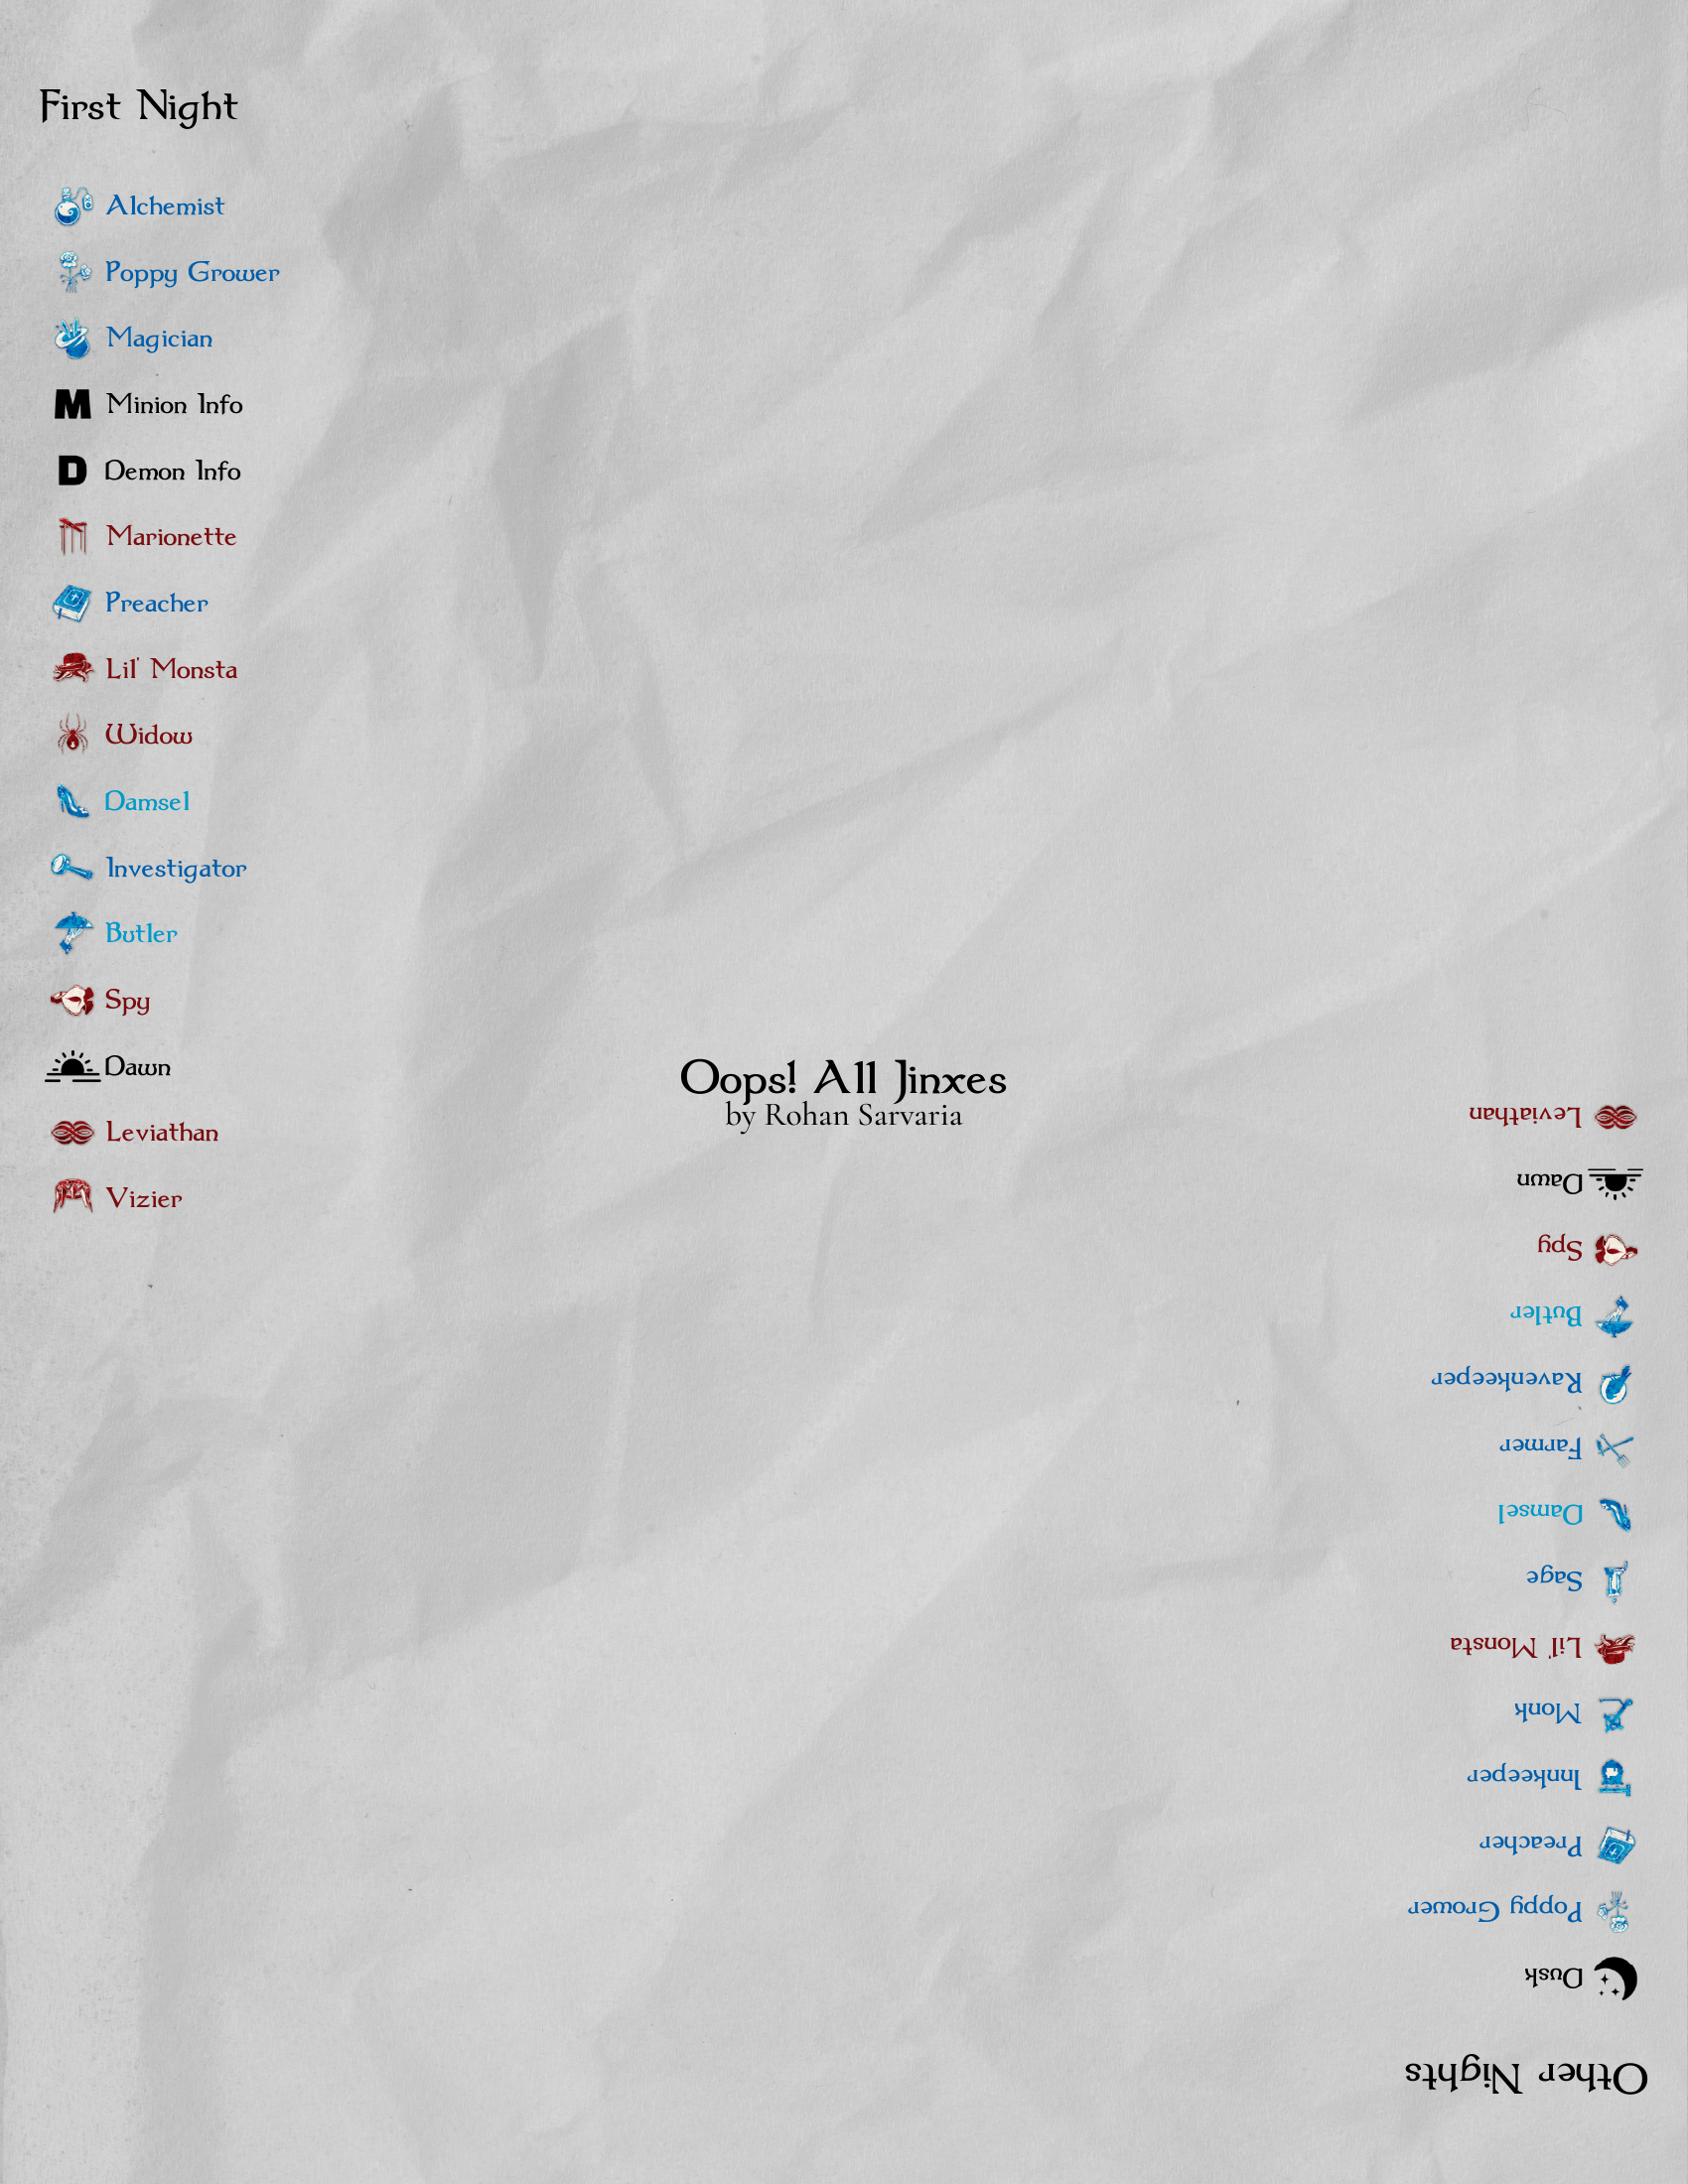 First Night
Alchemist
Poppy Grower
Magician
M Minion Info
D Demon Info
Marionette
Preacher
Lil' Monsta
Widow
Damsel
Investigator
Butler
Spy
Dawn
Leviathan
Vizier
Oops! All Jinxes
by Rohan Sarvaria
Other Nights
Dusk
Poppy Grower
Preacher
Innkeeper
Monk
Lil' Monsta
Sage
Damsel
Farmer
Ravenkeeper
Butler
Spy
Dawn
Leviathan